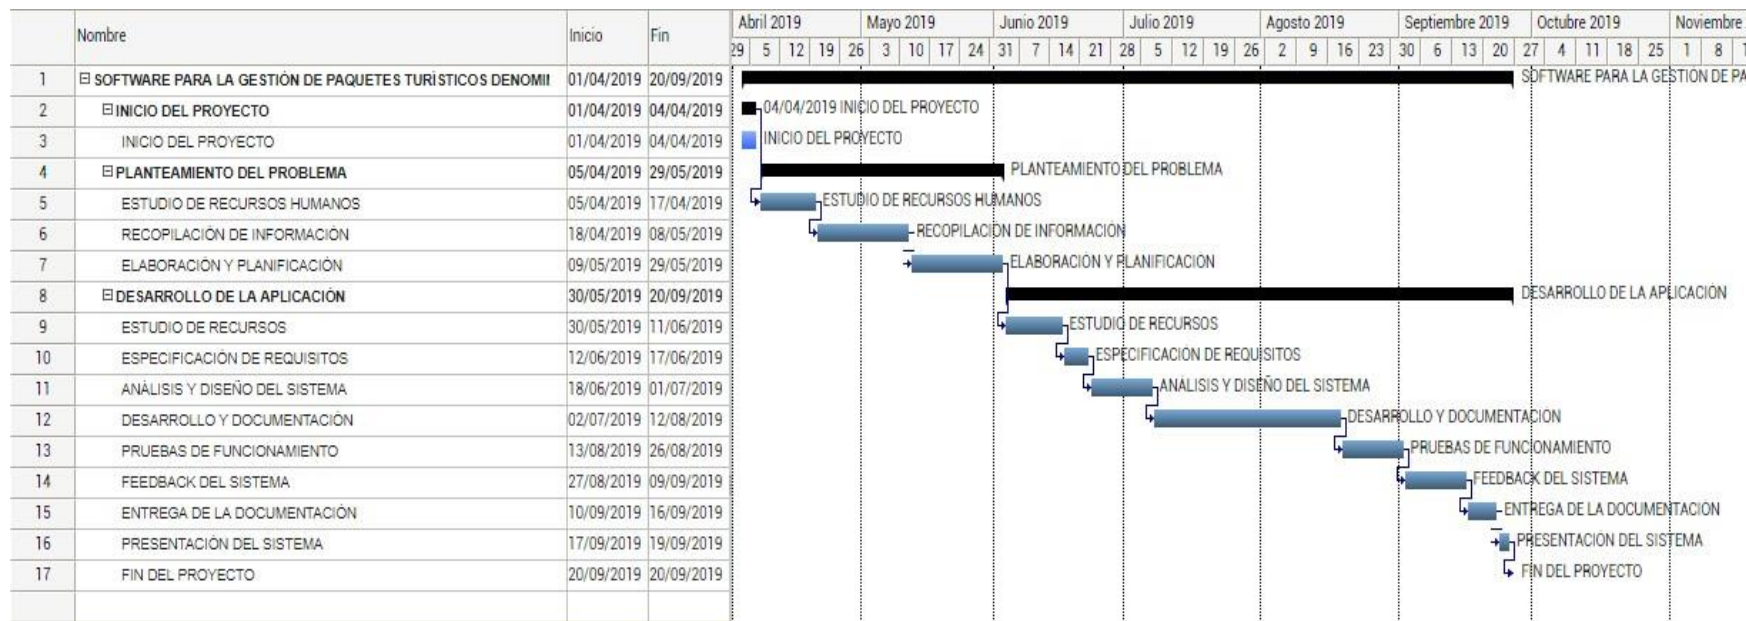 Nombre Inicio Fin Abril 2019 Mayo 2019 Junio 2019 Julio 2019 Agosto 2019 Septiembre 2019 Octubre 2019 Noviembre
29 5 12 19 26 3 10 17 24 31 7 14 21 28 5 12 19 26 2 9 16 23 30 6 13 20 27 4 11 18 25 1 8 1
1 SOFTWARE PARA LA GESTIÓN DE PAQUETES TURÍSTICOS DENOMII 01/04/2019 20/09/2019 SOFTWARE PARA LA GESTIÓN DE PA
2 INICIO DEL PROYECTO 01/04/2019 04/04/2019 04/04/2019 INICIO DEL PROYECTO
3 INICIO DEL PROYECTO 01/04/2019 04/04/2019 INICIO DEL PROYECTO
4 PLANTEAMIENTO DEL PROBLEMA 05/04/2019 29/05/2019 PLANTEAMIENTO DEL PROBLEMA
5 ESTUDIO DE RECURSOS HUMANOS 05/04/2019 17/04/2019 ESTUDIO DE RECURSOS HUMANOS
6 RECOPILACIÓN DE INFORMACIÓN 18/04/2019 08/05/2019 RECOPILACIÓN DE INFORMACIÓN
7 ELABORACIÓN Y PLANIFICACIÓN 09/05/2019 29/05/2019 ELABORACIÓN Y PLANIFICACIÓN
8 DESARROLLO DE LA APLICACIÓN 30/05/2019 20/09/2019 DESARROLLO DE LA APLICACIÓN
9 ESTUDIO DE RECURSOS 30/05/2019 11/06/2019 ESTUDIO DE RECURSOS
10 ESPECIFICACIÓN DE REQUISITOS 12/06/2019 17/06/2019 ESPECIFICACIÓN DE REQUISITOS
11 ANÁLISIS Y DISEÑO DEL SISTEMA 18/06/2019 01/07/2019 ANÁLISIS Y DISEÑO DEL SISTEMA
12 DESARROLLO Y DOCUMENTACIÓN 02/07/2019 12/08/2019 DESARROLLO Y DOCUMENTACIÓN
13 PRUEBAS DE FUNCIONAMIENTO 13/08/2019 26/08/2019 PRUEBAS DE FUNCIONAMIENTO
14 FEEDBACK DEL SISTEMA 27/08/2019 09/09/2019 FEEDBACK DEL SISTEMA
15 ENTREGA DE LA DOCUMENTACIÓN 10/09/2019 16/09/2019 ENTREGA DE LA DOCUMENTACIÓN
16 PRESENTACIÓN DEL SISTEMA 17/09/2019 19/09/2019 PRESENTACIÓN DEL SISTEMA
17 FIN DEL PROYECTO 20/09/2019 20/09/2019 FIN DEL PROYECTO